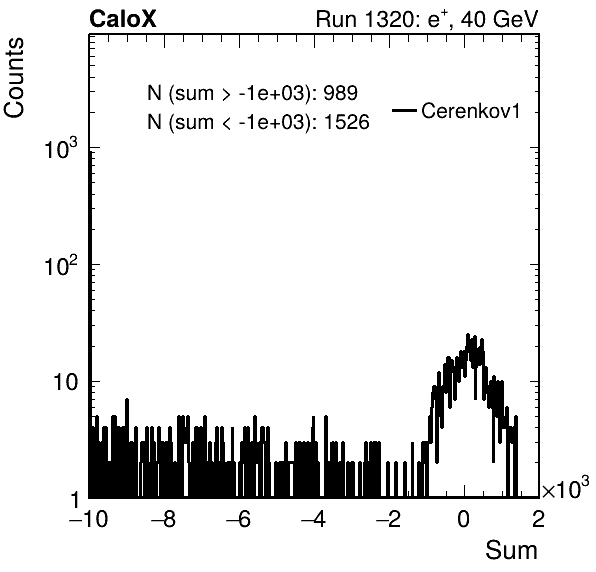 CaloX Run 1320: e⁺, 40 GeV
Counts
N (sum > -1e+03): 989
N (sum < -1e+03): 1526
Cerenkov1
10³
10²
10
1
−10 −8 −6 −4 −2 0 2
×10³
Sum